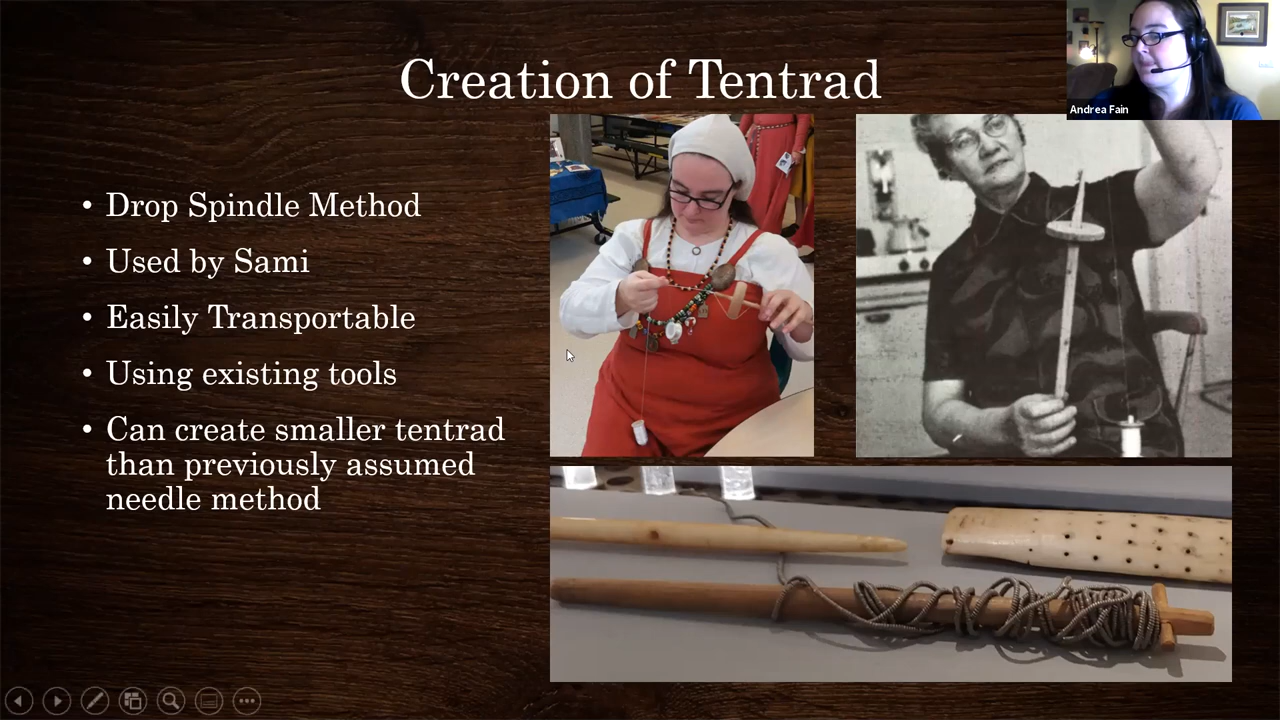 Creation of Tentrad
Andrea Fain
• Drop Spindle Method
• Used by Sami
• Easily Transportable
• Using existing tools
• Can create smaller tentrad
than previously assumed
needle method